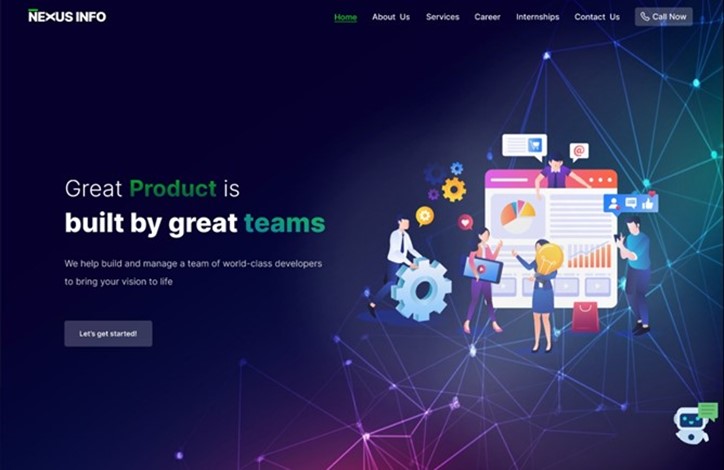 NEXUS INFO
Home About Us Services Career Internships Contact Us Call Now
Great Product is
built by great teams
We help build and manage a team of world-class developers
to bring your vision to life
Let's get started!
@